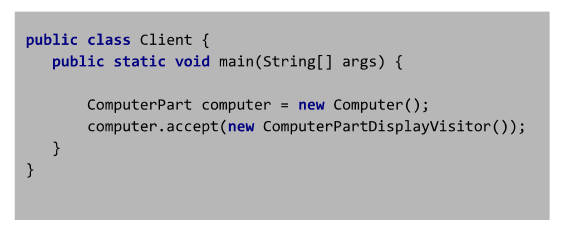 public class Client {
   public static void main(String[] args) {

       ComputerPart computer = new Computer();
       computer.accept(new ComputerPartDisplayVisitor());
   }
}